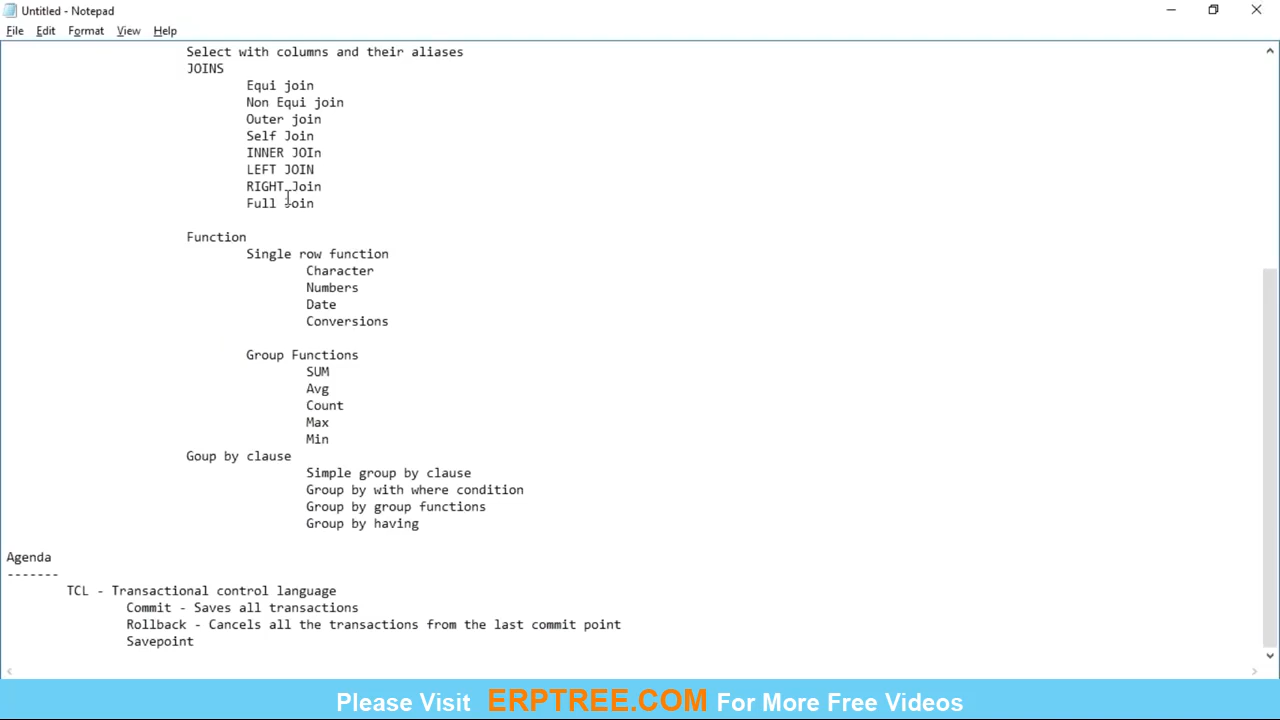 Untitled - Notepad
File Edit Format View Help
Select with columns and their aliases
JOINS
Equi join
Non Equi join
Outer join
Self Join
INNER JOIn
LEFT JOIN
RIGHT Join
Full Join
Function
Single row function
Character
Numbers
Date
Conversions
Group Functions
SUM
Avg
Count
Max
Min
Goup by clause
Simple group by clause
Group by with where condition
Group by group functions
Group by having
Agenda
-------
TCL - Transactional control language
Commit - Saves all transactions
Rollback - Cancels all the transactions from the last commit point
Savepoint
Please Visit ERPTREE.COM For More Free Videos